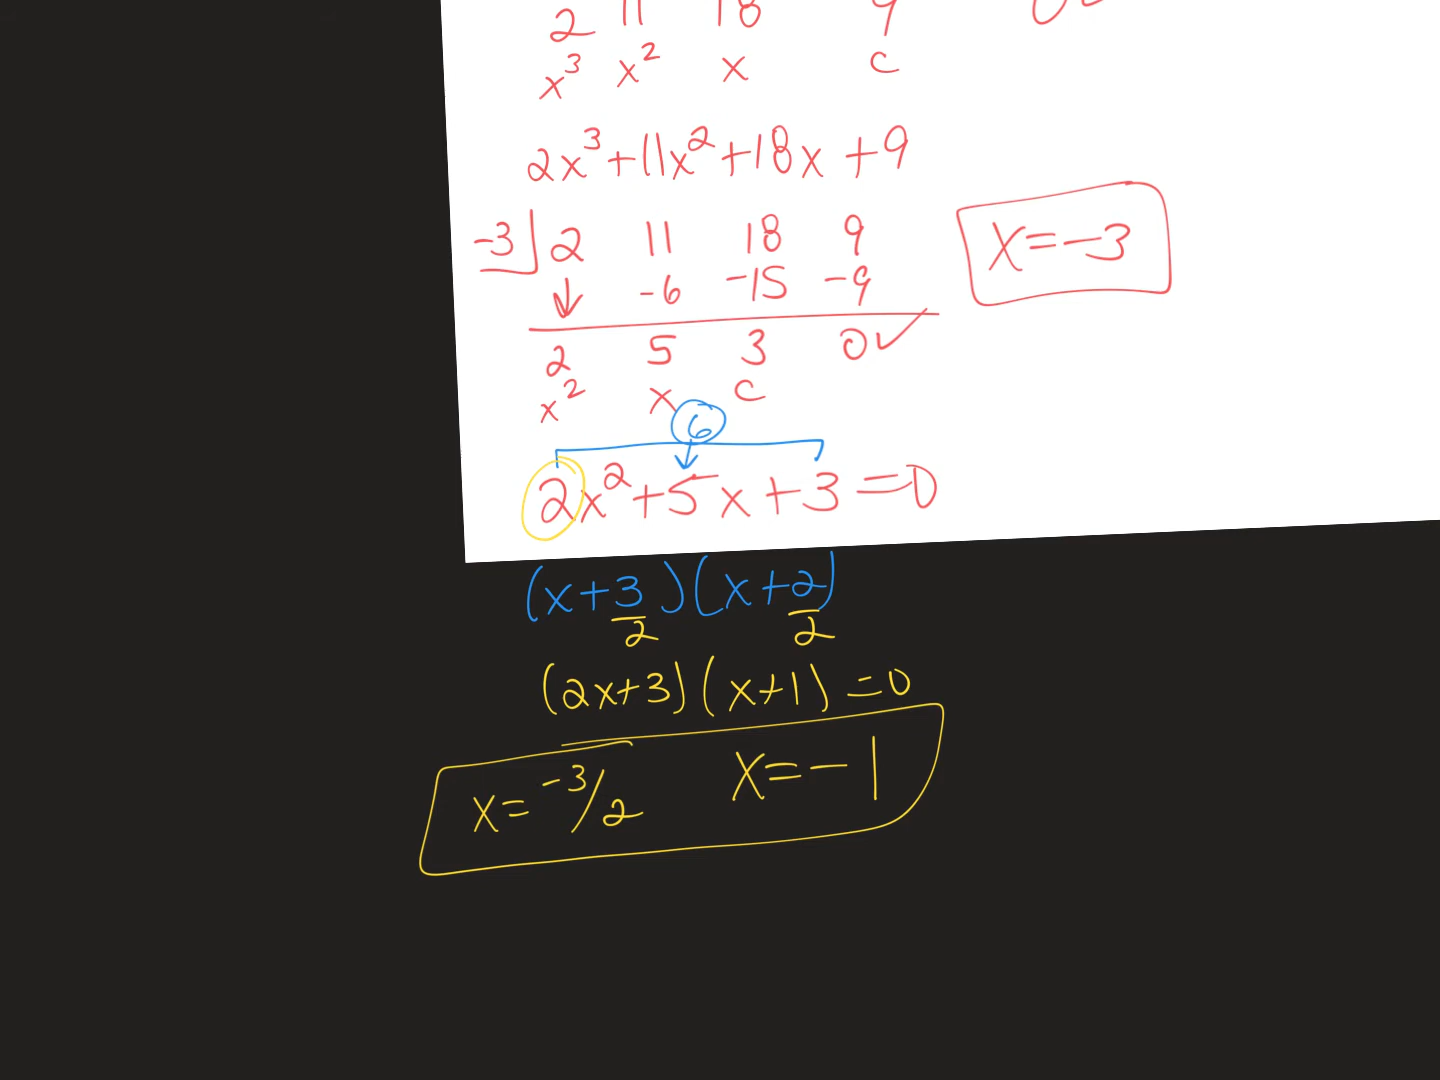 2 11 18 9
x³ x² x c
2x³+11x²+18x+9
-3 2 11 18 9
↓ -6 -15 -9
x=-3
2 5 3 0✓
x² x c
6
2x²+5x+3=0
(x+3/2)(x+2/2)
(2x+3)(x+1)=0
x=-3/2 x=-1